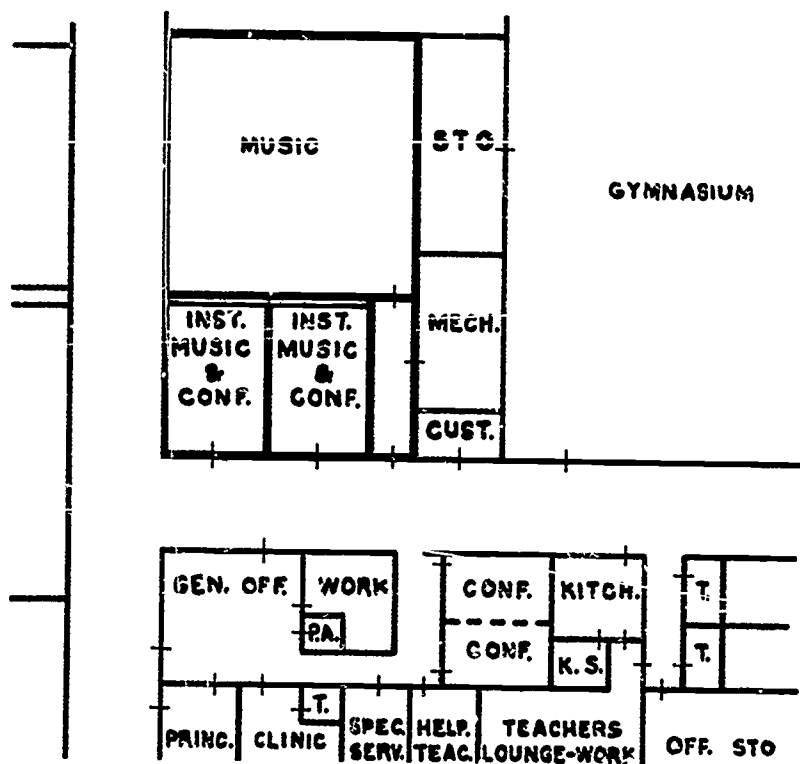 MUSIC
STO
GYMNASIUM
INST.
MUSIC
&
CONF.
INST.
MUSIC
&
CONF.
MECH.
CUST.
GEN. OFF.
WORK
P.A.
CONF.
CONF.
KITCH.
K.S.
T.
T.
PRINC.
CLINIC
T.
SPEC.
SERV.
HELP.
TEAC.
TEACHERS
LOUNGE-WORK
OFF. STO